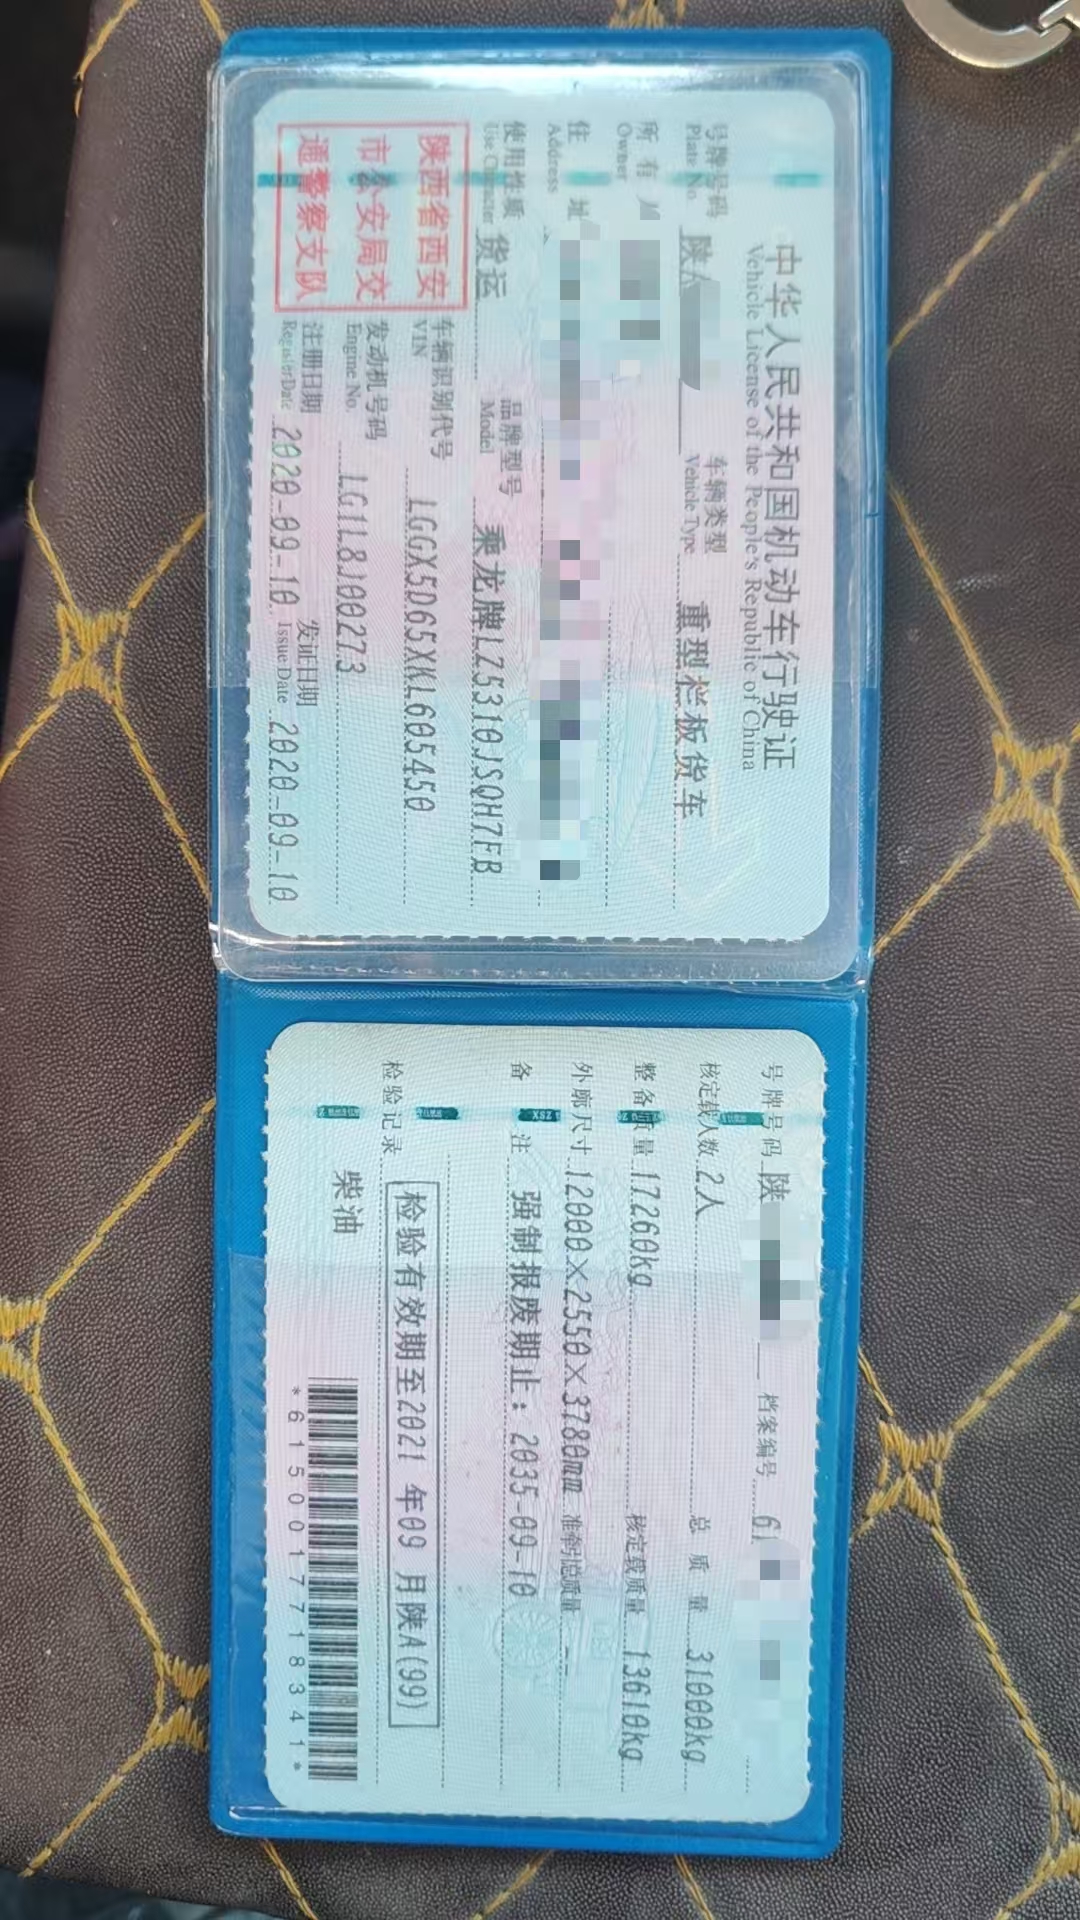 中华人民共和国机动车行驶证
Vehicle License of the People's Republic of China
号牌号码 陕A 车辆类型 重型栏板货车
Plate No. Vehicle Type
所有人
Owner
住址
Address
使用性质 货运 品牌型号 乘龙牌LZ5310JSQH7FB
Use Character Model
陕西省西安
市公安局交
通警察支队
车辆识别代号 LGGX5D65XKL605450
VIN
发动机号码 LG1L8J00273
Engine No.
注册日期 2020-09-10 发证日期 2020-09-10
Register Date Issue Date
号牌号码 陕 档案编号 61
核定载人数 2人 总质量 31000kg
整备质量 17260kg 核定载质量 13610kg
外廓尺寸 12000×2550×3780mm 准牵引总质量 --
备注 强制报废期止：2035-09-10
检验有效期至2021年09月陕A(99)
检验记录
柴油
*6150017718341*